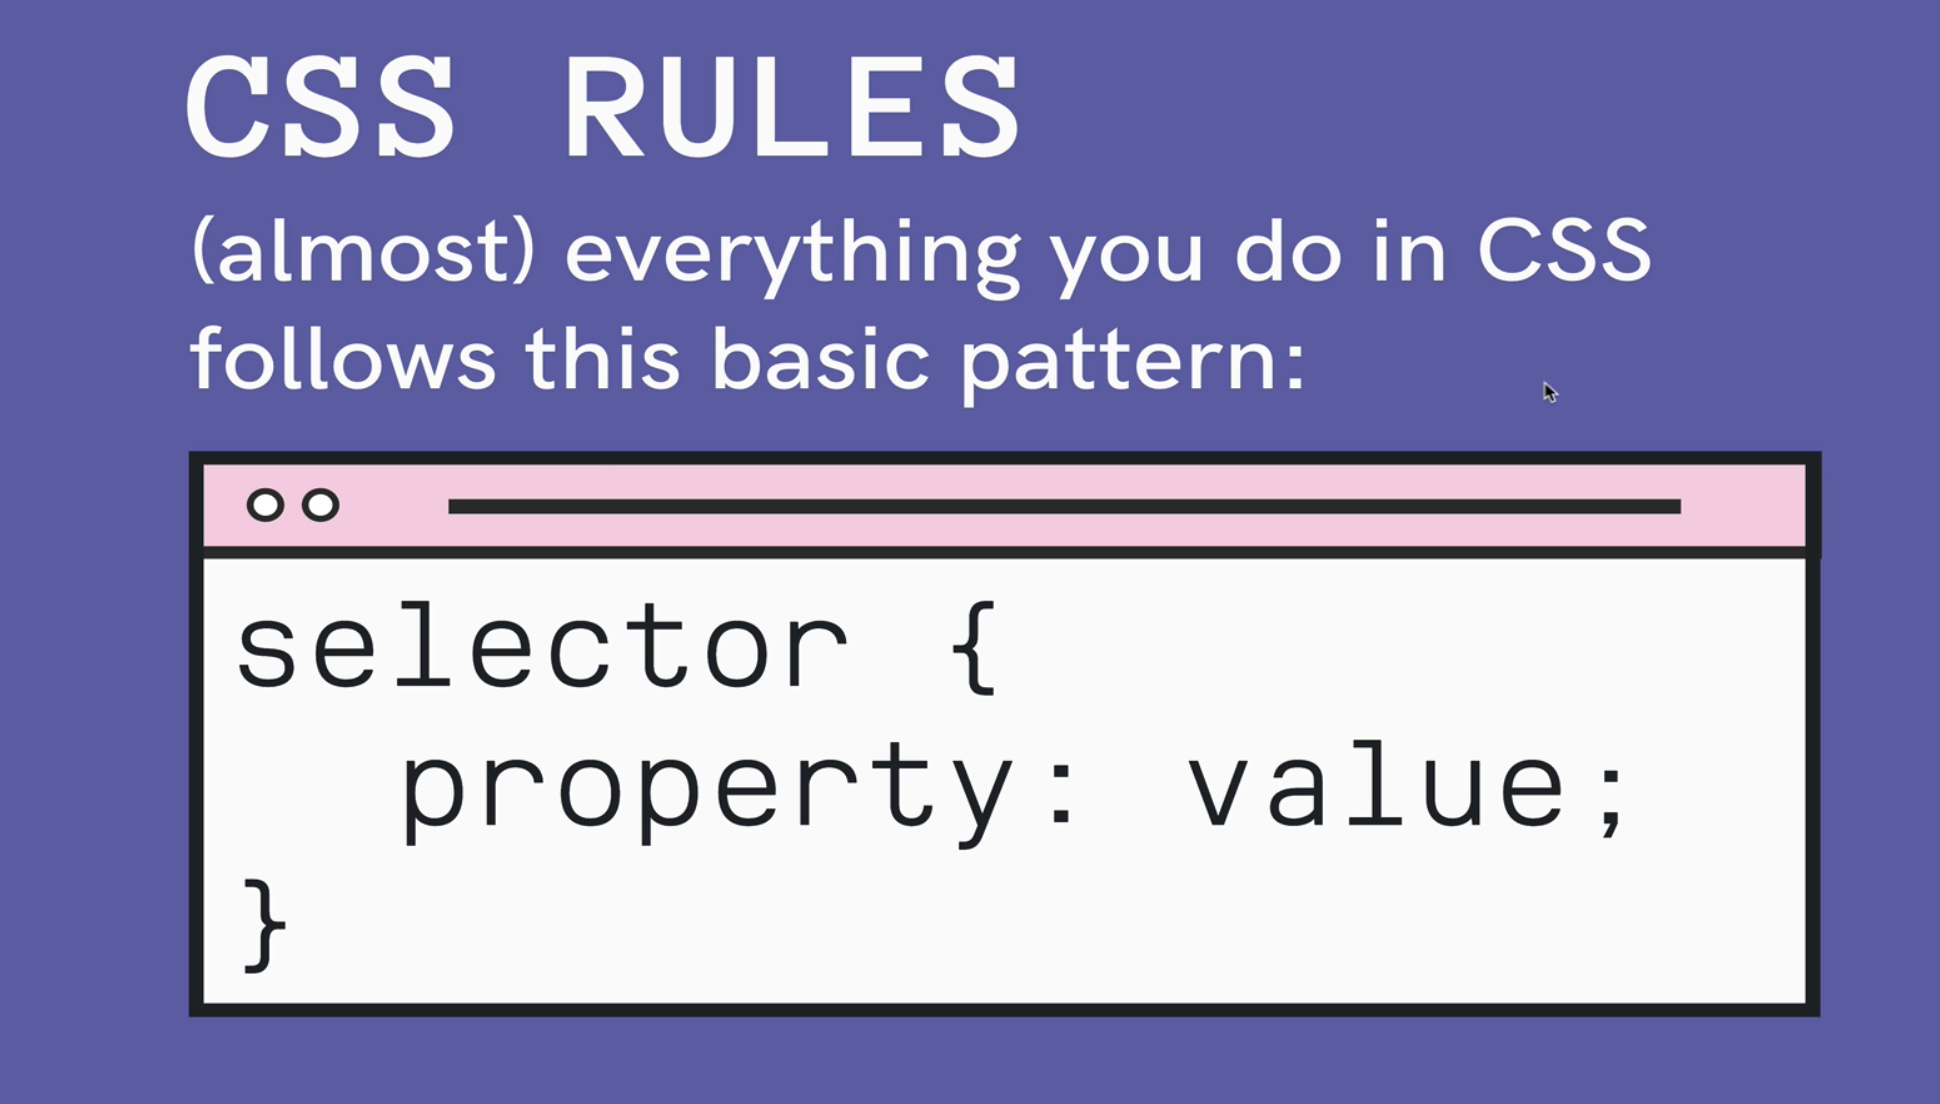 CSS RULES
(almost) everything you do in CSS
follows this basic pattern:
selector {
  property: value;
}